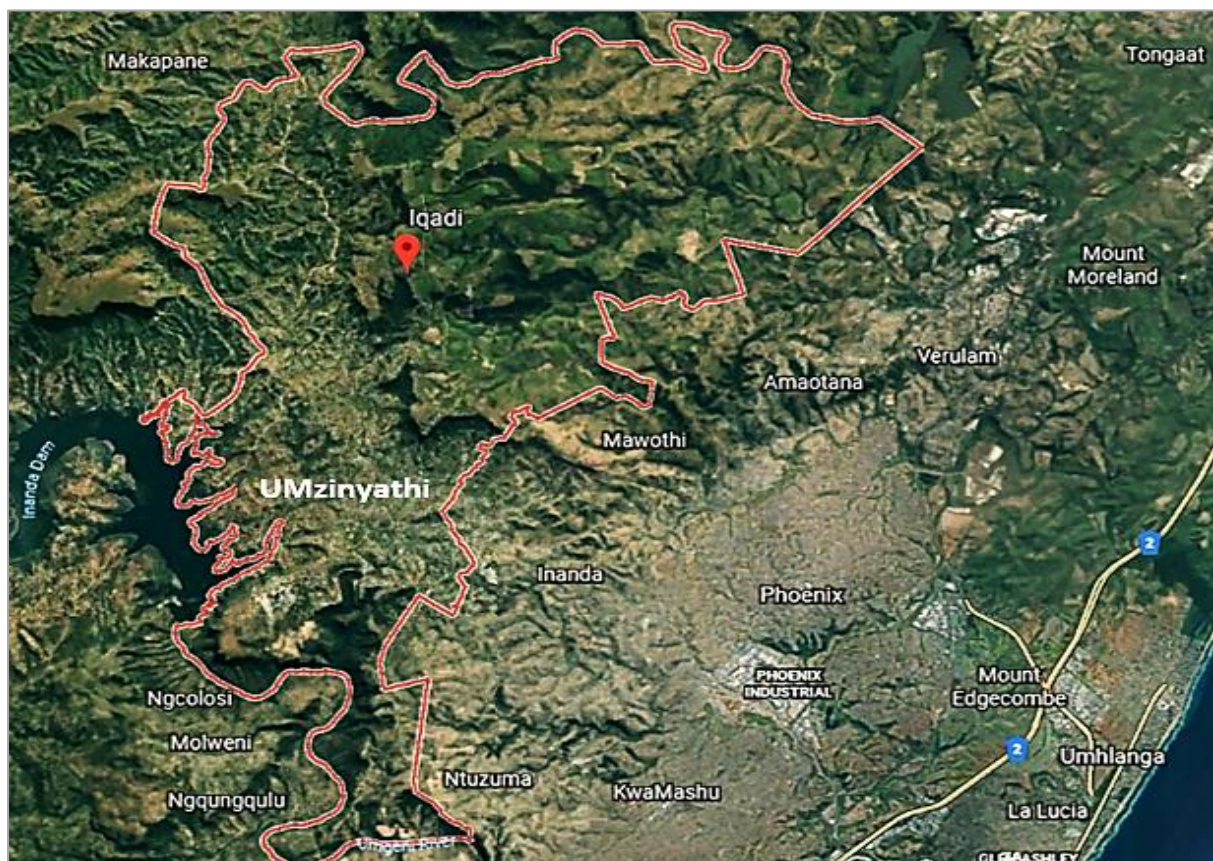 Makapane
Tongaat
Iqadi
Mount
Moreland
Verulam
Amaotana
Mawothi
Inanda Dam
UMzinyathi
2
Inanda
Phoenix
PHOENIX
INDUSTRIAL
Mount
Edgecombe
Ngcolosi
Molweni
2
Umhlanga
Ntuzuma
KwaMashu
Ngqungqulu
La Lucia
Umgeni River